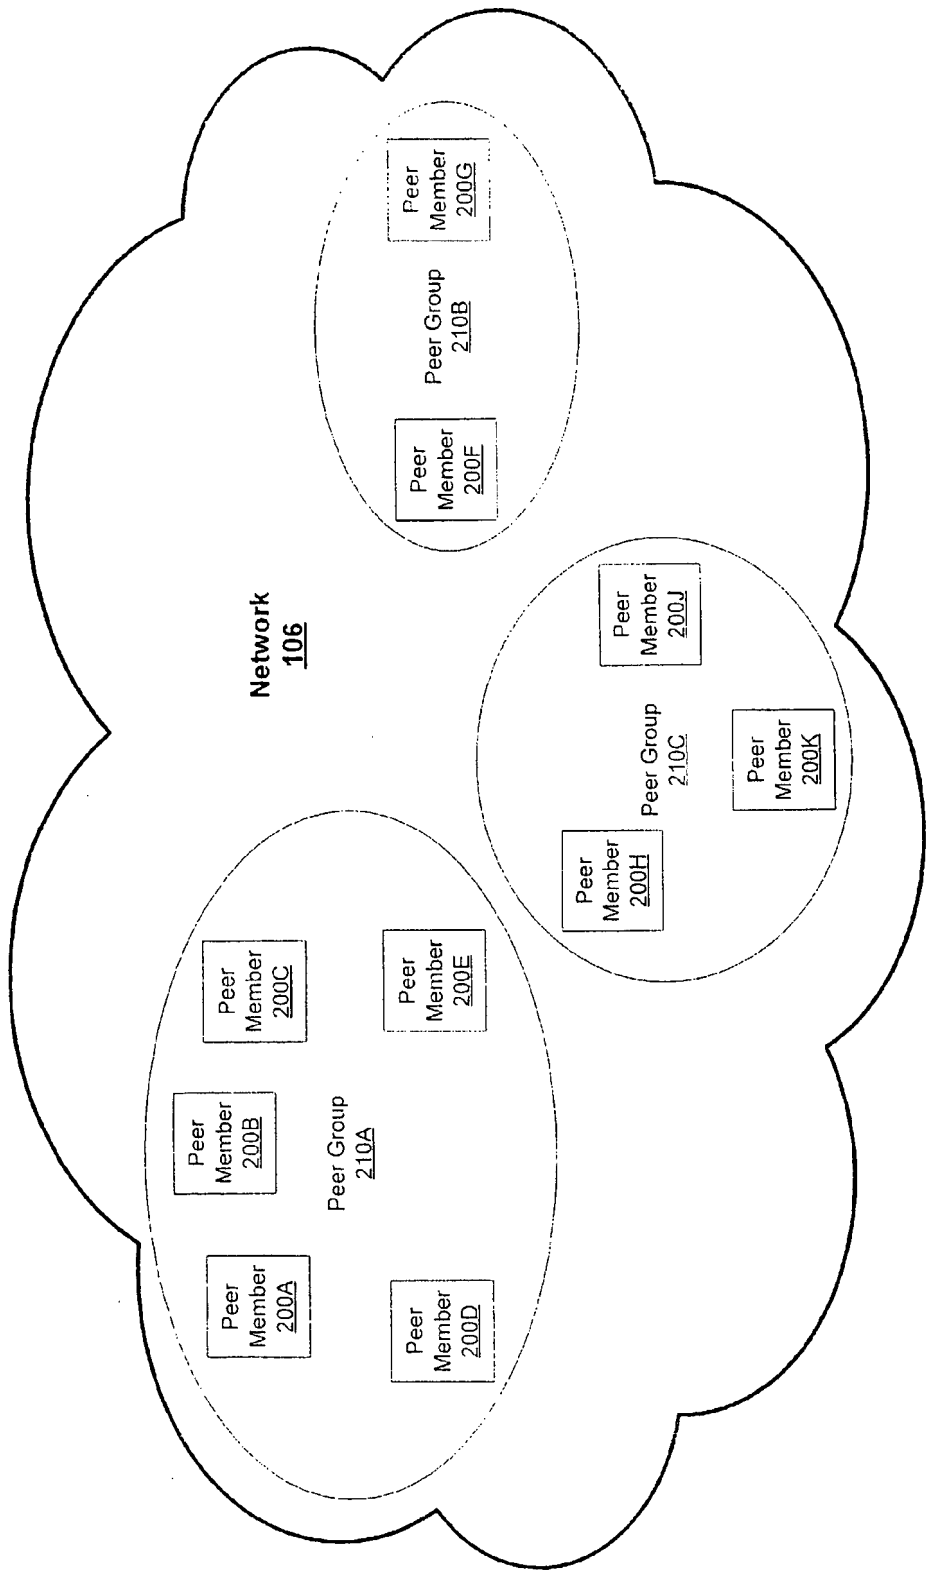 Network
106
Peer
Member
200A
Peer
Member
200B
Peer
Member
200C
Peer Group
210A
Peer
Member
200D
Peer
Member
200E
Peer
Member
200F
Peer Group
210B
Peer
Member
200G
Peer
Member
200H
Peer Group
210C
Peer
Member
200J
Peer
Member
200K